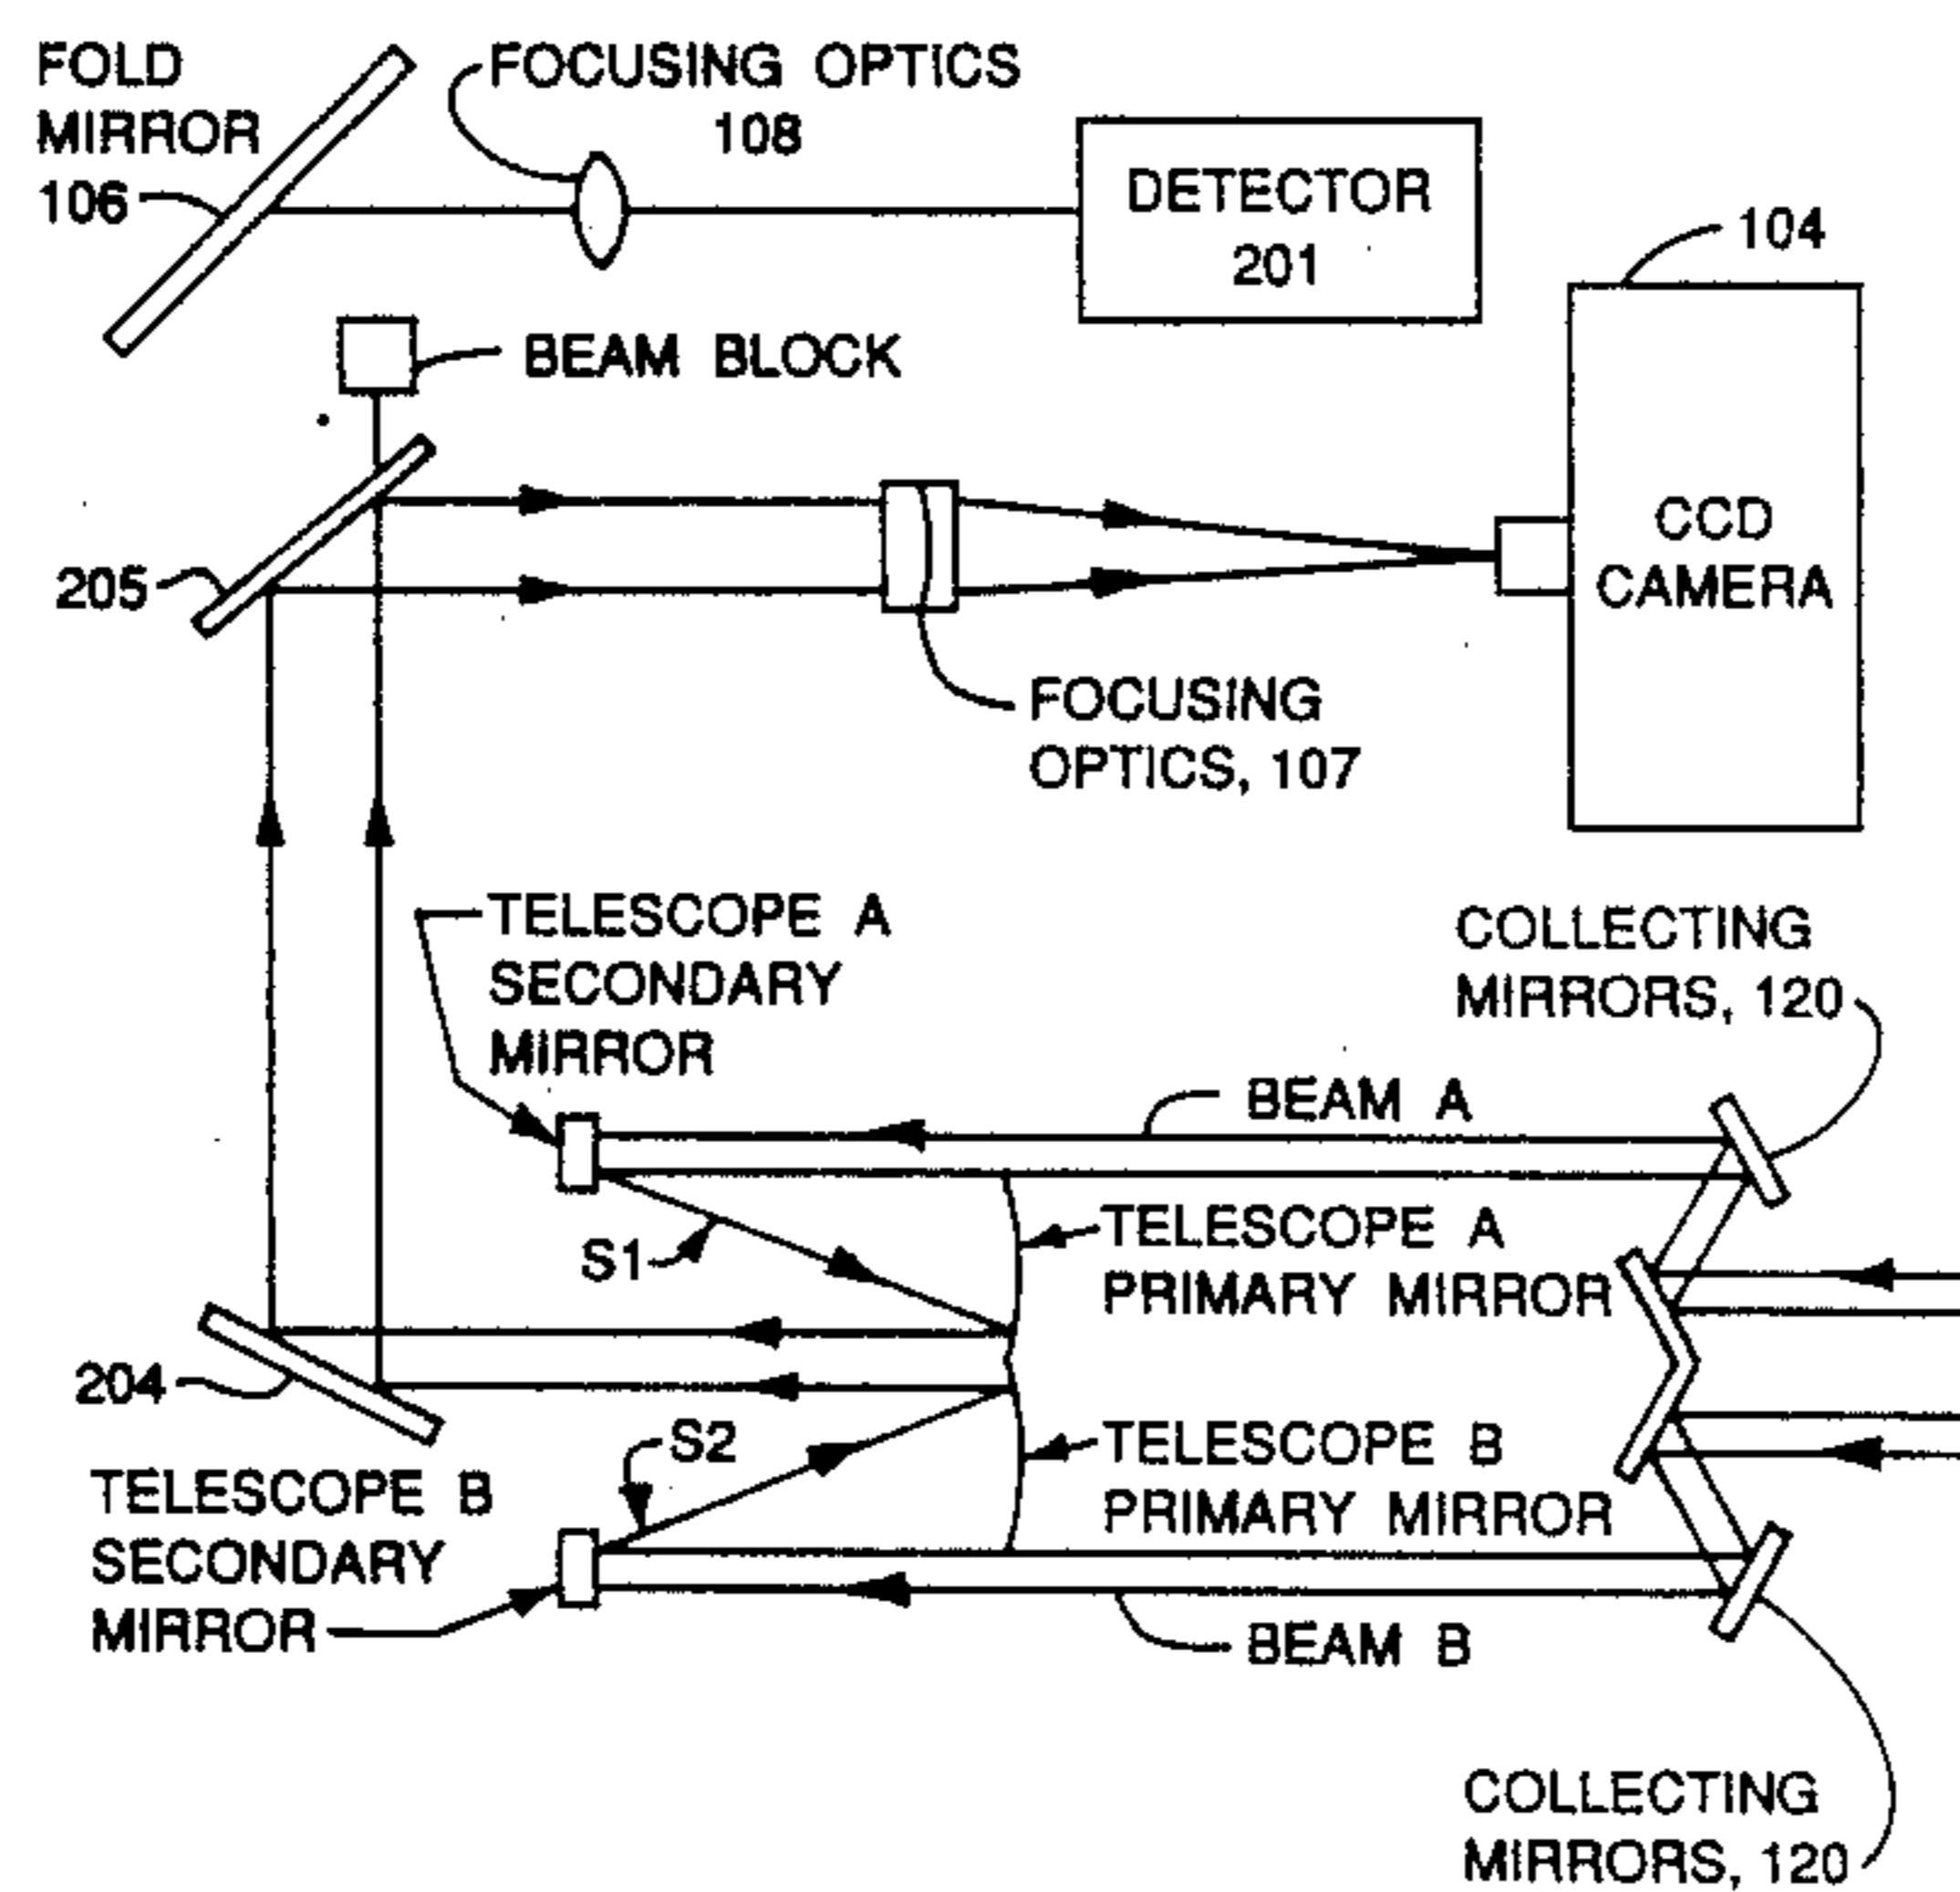 FOLD
MIRROR
106
FOCUSING OPTICS
108
DETECTOR
201
104
BEAM BLOCK
CCD
CAMERA
205
FOCUSING
OPTICS, 107
TELESCOPE A
SECONDARY
MIRROR
COLLECTING
MIRRORS, 120
BEAM A
S1
TELESCOPE A
PRIMARY MIRROR
204
S2
TELESCOPE B
PRIMARY MIRROR
TELESCOPE B
SECONDARY
MIRROR
BEAM B
COLLECTING
MIRRORS, 120